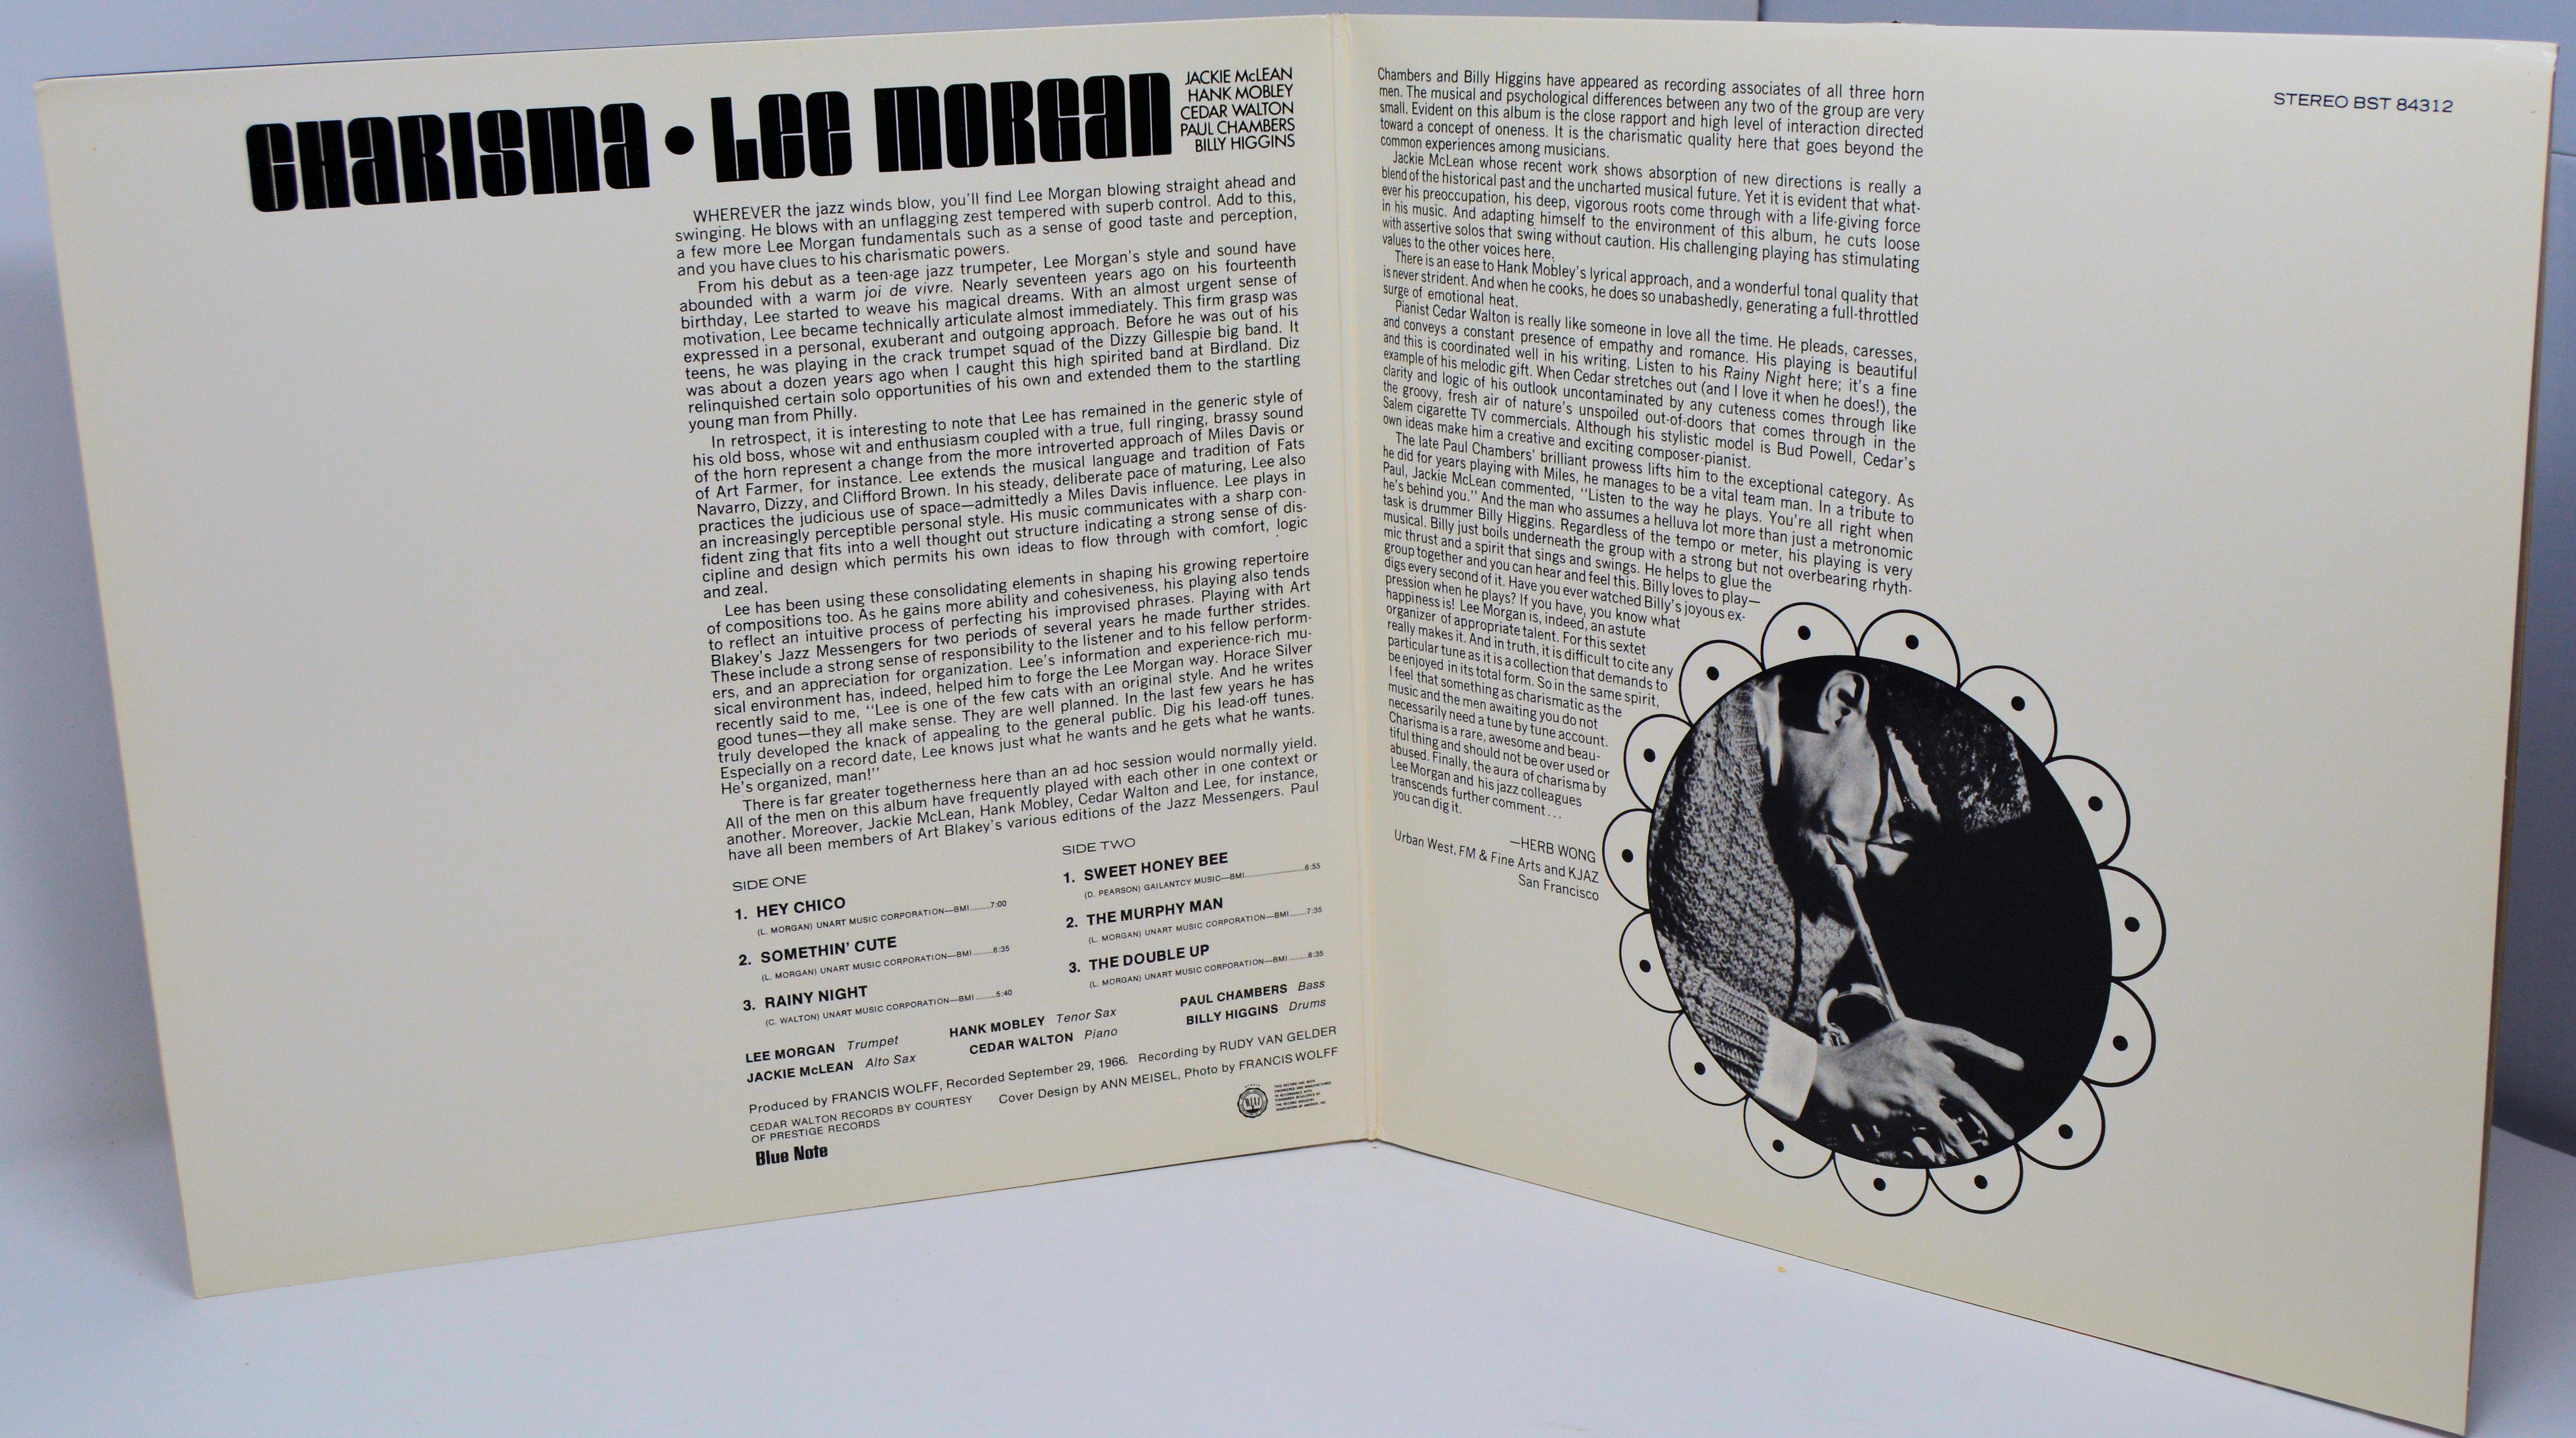 CHARISMA • LEE MORGAN
JACKIE McLEAN
HANK MOBLEY
CEDAR WALTON
PAUL CHAMBERS
BILLY HIGGINS
WHEREVER the jazz winds blow, you'll find Lee Morgan blowing straight ahead and
swinging. He blows with an unflagging zest tempered with superb control. Add to this,
a few more Lee Morgan fundamentals such as a sense of good taste and perception,
and you have clues to his charismatic powers.
From his debut as a teen-age jazz trumpeter, Lee Morgan's style and sound have
abounded with a warm joi de vivre. Nearly seventeen years ago on his fourteenth
birthday, Lee started to weave his magical dreams. With an almost urgent sense of
motivation, Lee became technically articulate almost immediately. This firm grasp was
expressed in a personal, exuberant and outgoing approach. Before he was out of his
teens, he was playing in the crack trumpet squad of the Dizzy Gillespie big band. It
was about a dozen years ago when I caught this high spirited band at Birdland. Diz
relinquished certain solo opportunities of his own and extended them to the startling
young man from Philly.
In retrospect, it is interesting to note that Lee has remained in the generic style of
his old boss, whose wit and enthusiasm coupled with a true, full ringing, brassy sound
of the horn represent a change from the more introverted approach of Miles Davis or
of Art Farmer, for instance. Lee extends the musical language and tradition of Fats
Navarro, Dizzy, and Clifford Brown. In his steady, deliberate pace of maturing, Lee also
practices the judicious use of space—admittedly a Miles Davis influence. Lee plays in
an increasingly perceptible personal style. His music communicates with a sharp con-
fident zing that fits into a well thought out structure indicating a strong sense of dis-
cipline and design which permits his own ideas to flow through with comfort, logic
and zeal.
Lee has been using these consolidating elements in shaping his growing repertoire
of compositions too. As he gains more ability and cohesiveness, his playing also tends
to reflect an intuitive process of perfecting his improvised phrases. Playing with Art
Blakey's Jazz Messengers for two periods of several years he made further strides.
These include a strong sense of responsibility to the listener and to his fellow perform-
ers, and an appreciation for organization. Lee's information and experience-rich mu-
sical environment has, indeed, helped him to forge the Lee Morgan way. Horace Silver
recently said to me, "Lee is one of the few cats with an original style. And he writes
good tunes—they all make sense. They are well planned. In the last few years he has
truly developed the knack of appealing to the general public. Dig his lead-off tunes.
Especially on a record date, Lee knows just what he wants and he gets what he wants.
He's organized, man!"
There is far greater togetherness here than an ad hoc session would normally yield.
All of the men on this album have frequently played with each other in one context or
another. Moreover, Jackie McLean, Hank Mobley, Cedar Walton and Lee, for instance,
have all been members of Art Blakey's various editions of the Jazz Messengers. Paul
SIDE ONE
1. HEY CHICO
(L. MORGAN) UNART MUSIC CORPORATION—BMI........7:00
2. SOMETHIN' CUTE
(L. MORGAN) UNART MUSIC CORPORATION—BMI........6:35
3. RAINY NIGHT
(C. WALTON) UNART MUSIC CORPORATION—BMI........5:40
SIDE TWO
1. SWEET HONEY BEE
(D. PEARSON) GAILANTCY MUSIC—BMI........6:55
2. THE MURPHY MAN
(L. MORGAN) UNART MUSIC CORPORATION—BMI........7:35
3. THE DOUBLE UP
(L. MORGAN) UNART MUSIC CORPORATION—BMI........6:35
LEE MORGAN Trumpet
JACKIE McLEAN Alto Sax
HANK MOBLEY Tenor Sax
CEDAR WALTON Piano
PAUL CHAMBERS Bass
BILLY HIGGINS Drums
Produced by FRANCIS WOLFF, Recorded September 29, 1966. Recording by RUDY VAN GELDER
Cover Design by ANN MEISEL, Photo by FRANCIS WOLFF
CEDAR WALTON RECORDS BY COURTESY
OF PRESTIGE RECORDS
Blue Note
Chambers and Billy Higgins have appeared as recording associates of all three horn
men. The musical and psychological differences between any two of the group are very
small. Evident on this album is the close rapport and high level of interaction directed
toward a concept of oneness. It is the charismatic quality here that goes beyond the
common experiences among musicians.
Jackie McLean whose recent work shows absorption of new directions is really a
blend of the historical past and the uncharted musical future. Yet it is evident that what-
ever his preoccupation, his deep, vigorous roots come through with a life-giving force
in his music. And adapting himself to the environment of this album, he cuts loose
with assertive solos that swing without caution. His challenging playing has stimulating
values to the other voices here.
There is an ease to Hank Mobley's lyrical approach, and a wonderful tonal quality that
is never strident. And when he cooks, he does so unabashedly, generating a full-throttled
surge of emotional heat.
Pianist Cedar Walton is really like someone in love all the time. He pleads, caresses,
and conveys a constant presence of empathy and romance. His playing is beautiful
and this is coordinated well in his writing. Listen to his Rainy Night here; it's a fine
example of his melodic gift. When Cedar stretches out (and I love it when he does!), the
clarity and logic of his outlook uncontaminated by any cuteness comes through like
the groovy, fresh air of nature's unspoiled out-of-doors that comes through in the
Salem cigarette TV commercials. Although his stylistic model is Bud Powell, Cedar's
own ideas make him a creative and exciting composer-pianist.
The late Paul Chambers' brilliant prowess lifts him to the exceptional category. As
he did for years playing with Miles, he manages to be a vital team man. In a tribute to
Paul, Jackie McLean commented, "Listen to the way he plays. You're all right when
he's behind you." And the man who assumes a helluva lot more than just a metronomic
task is drummer Billy Higgins. Regardless of the tempo or meter, his playing is very
musical. Billy just boils underneath the group with a strong but not overbearing rhyth-
mic thrust and a spirit that sings and swings. He helps to glue the
group together and you can hear and feel this. Billy loves to play—
digs every second of it. Have you ever watched Billy's joyous ex-
pression when he plays? If you have, you know what
happiness is! Lee Morgan is, indeed, an astute
organizer of appropriate talent. For this sextet
really makes it. And in truth, it is difficult to cite any
particular tune as it is a collection that demands to
be enjoyed in its total form. So in the same spirit,
I feel that something as charismatic as the
music and the men awaiting you do not
necessarily need a tune by tune account.
Charisma is a rare, awesome and beau-
tiful thing and should not be over used or
abused. Finally, the aura of charisma by
Lee Morgan and his jazz colleagues
transcends further comment...
you can dig it.
—HERB WONG
Urban West, FM & Fine Arts and KJAZ
San Francisco
STEREO BST 84312